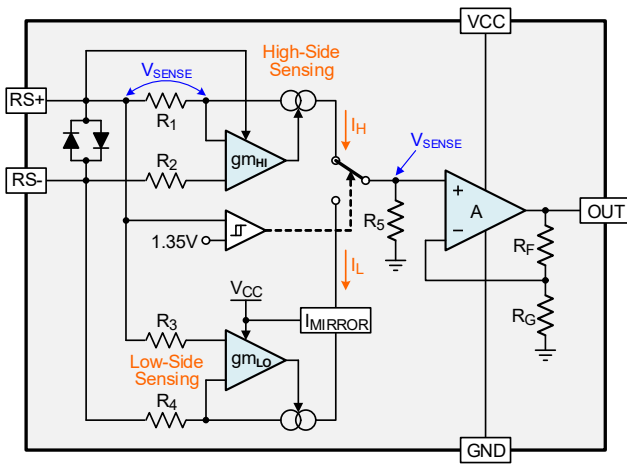 VCC
High-Side
Sensing
VSENSE
RS+
R1
IH
gmHI
R2
RS-
VSENSE
+
A
−
OUT
R5
RF
1.35V
IL
VCC
RG
IMIRROR
R3
gmLO
Low-Side
Sensing
R4
GND